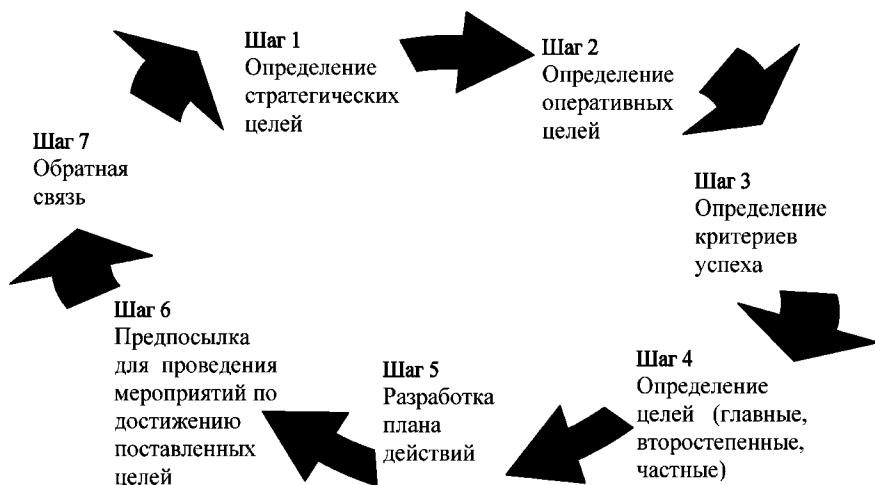 Шаг 1
Определение
стратегических
целей
Шаг 2
Определение
оперативных
целей
Шаг 3
Определение
критериев
успеха
Шаг 4
Определение
целей (главные,
второстепенные,
частные)
Шаг 5
Разработка
плана
действий
Шаг 6
Предпосылка
для проведения
мероприятий по
достижению
поставленных
целей
Шаг 7
Обратная
связь